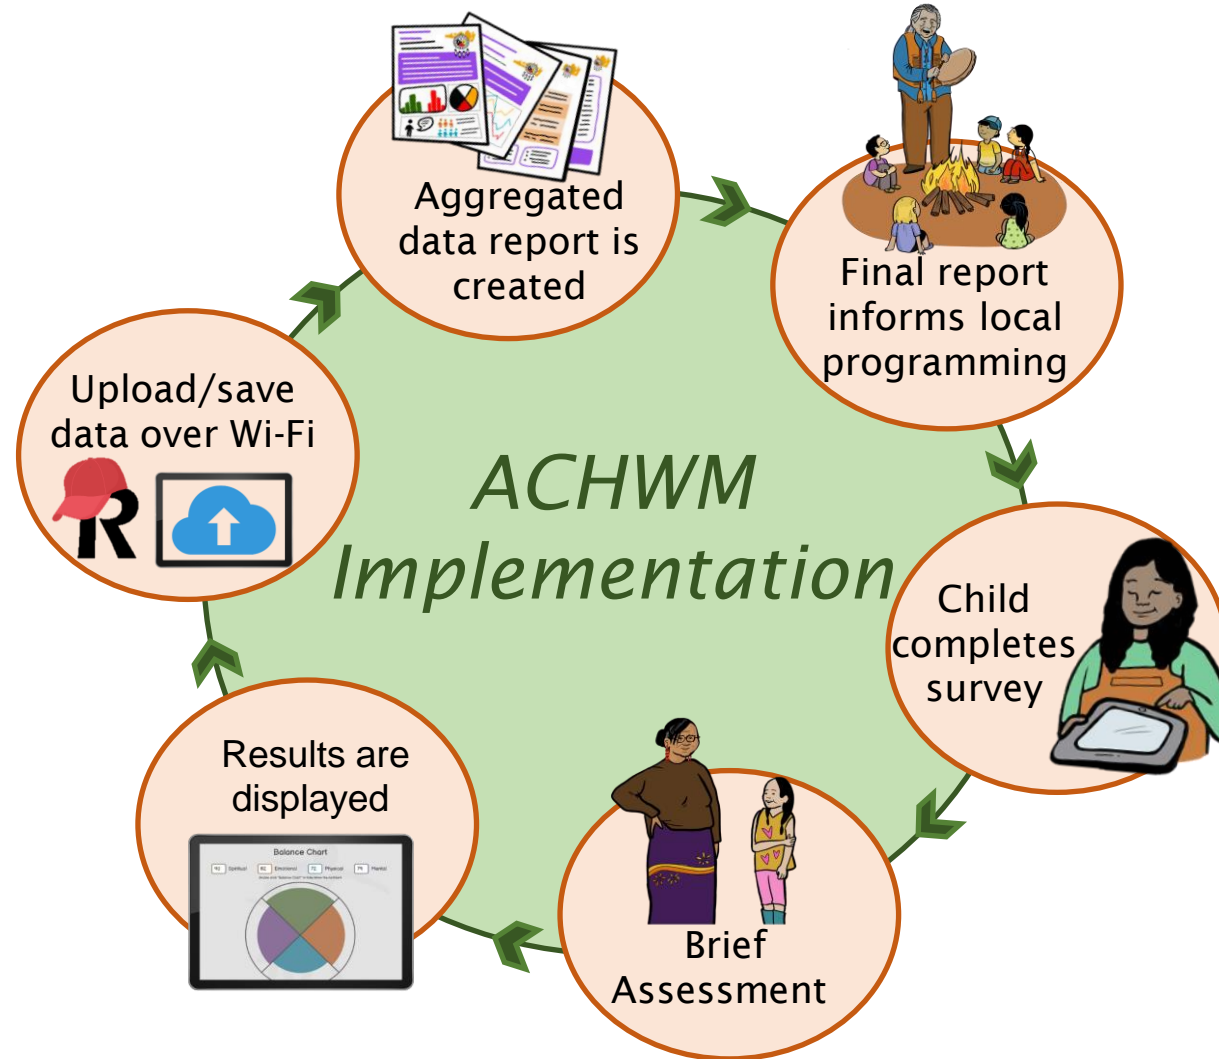 Aggregated
data report is
created
Final report
informs local
programming
Upload/save
data over Wi-Fi
R
ACHWM
Implementation
Child
completes
survey
Results are
displayed
Balance Chart
Spiritual Emotional Physical Mental
Brief
Assessment